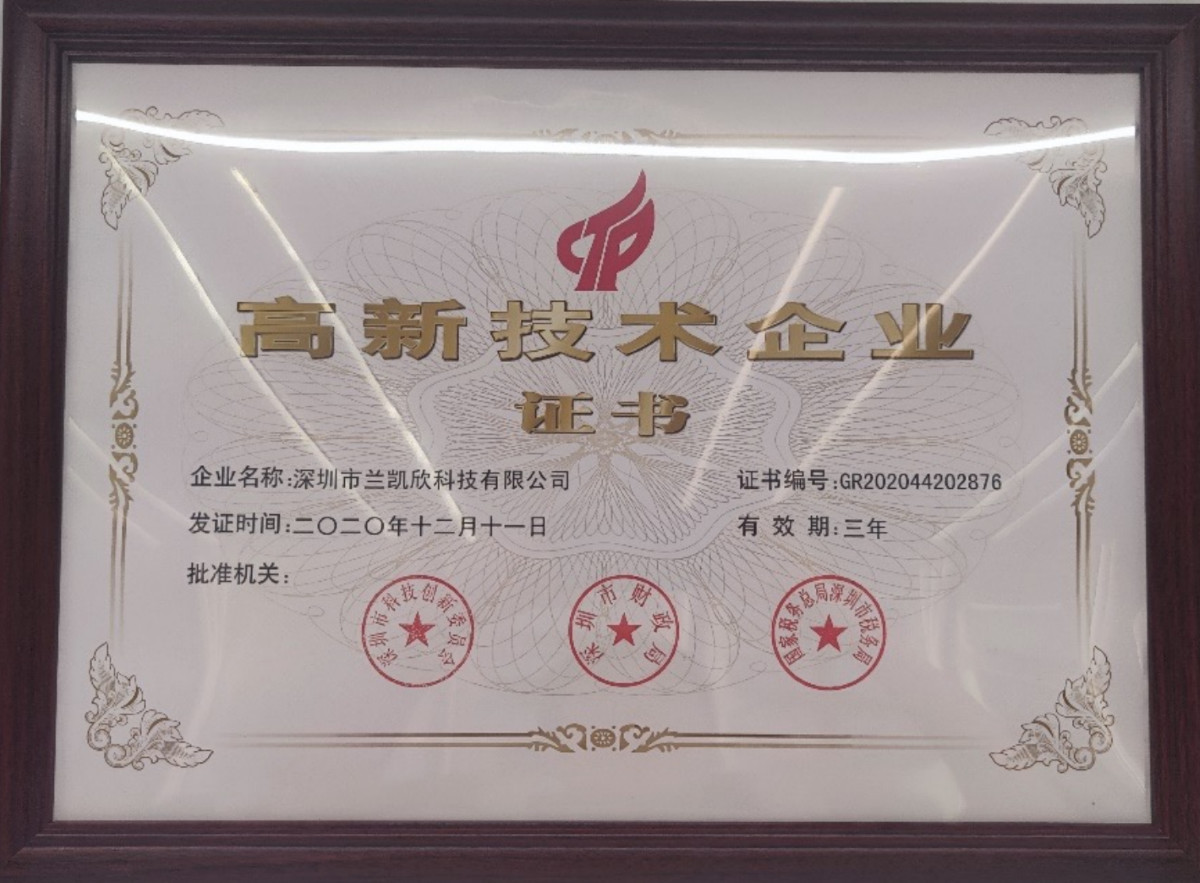 高新技术企业
证书
企业名称:深圳市兰凯欣科技有限公司
证书编号:GR202044202876
发证时间:二〇二〇年十二月十一日
有 效 期:三年
批准机关:
深圳市科技创新委员会
深圳市财政局
国家税务总局深圳市税务局